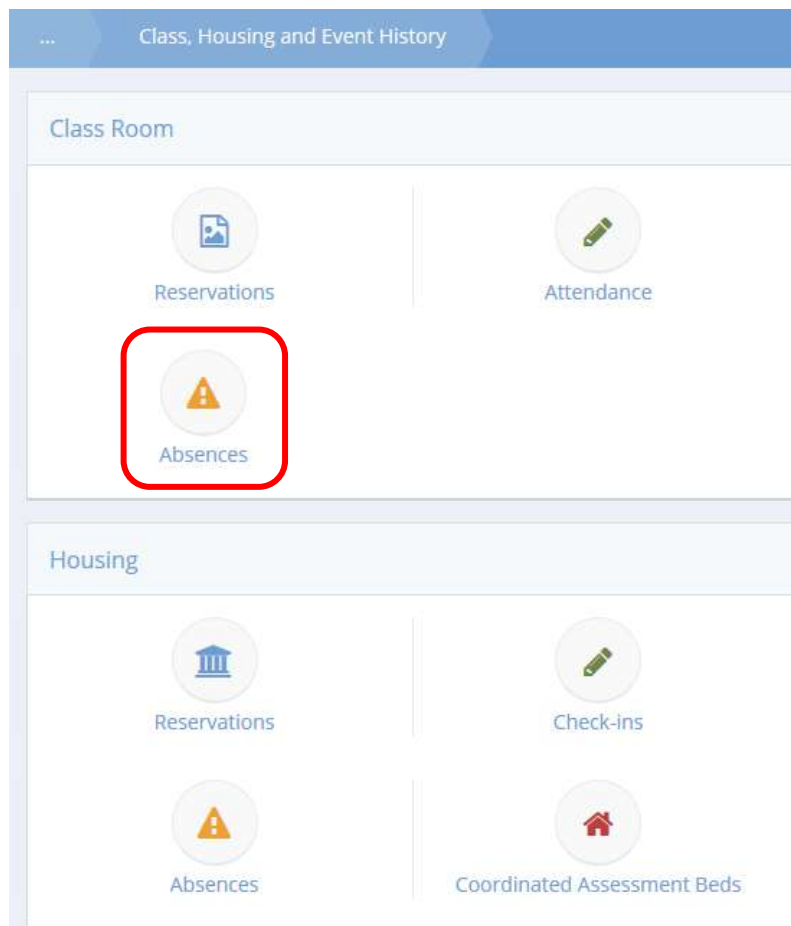 ... Class, Housing and Event History
Class Room
Reservations Attendance
Absences
Housing
Reservations Check-ins
Absences Coordinated Assessment Beds